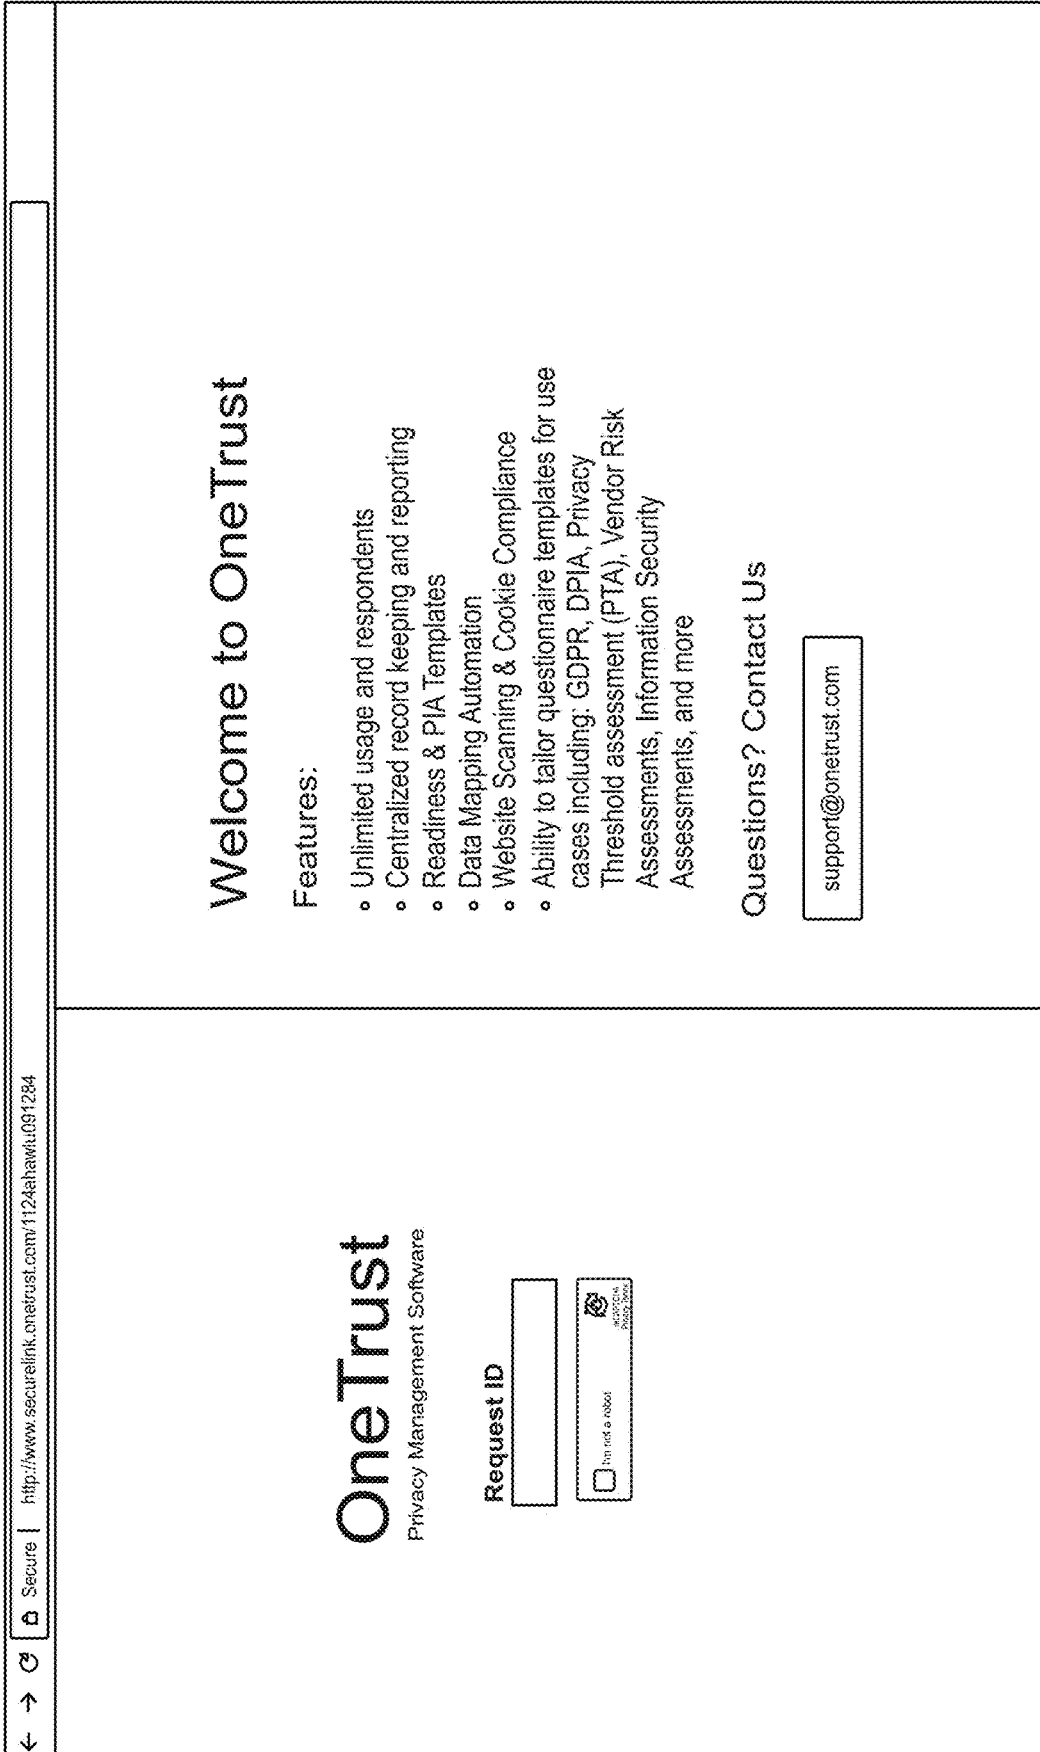 Secure | http://www.securelink.onetrust.com/1124ahawlu091284
OneTrust
Privacy Management Software
Request ID
I'm not a robot
Welcome to OneTrust
Features:
Unlimited usage and respondents
Centralized record keeping and reporting
Readiness & PIA Templates
Data Mapping Automation
Website Scanning & Cookie Compliance
Ability to tailor questionnaire templates for use
cases including: GDPR, DPIA, Privacy
Threshold assessment (PTA), Vendor Risk
Assessments, Information Security
Assessments, and more
Questions? Contact Us
support@onetrust.com